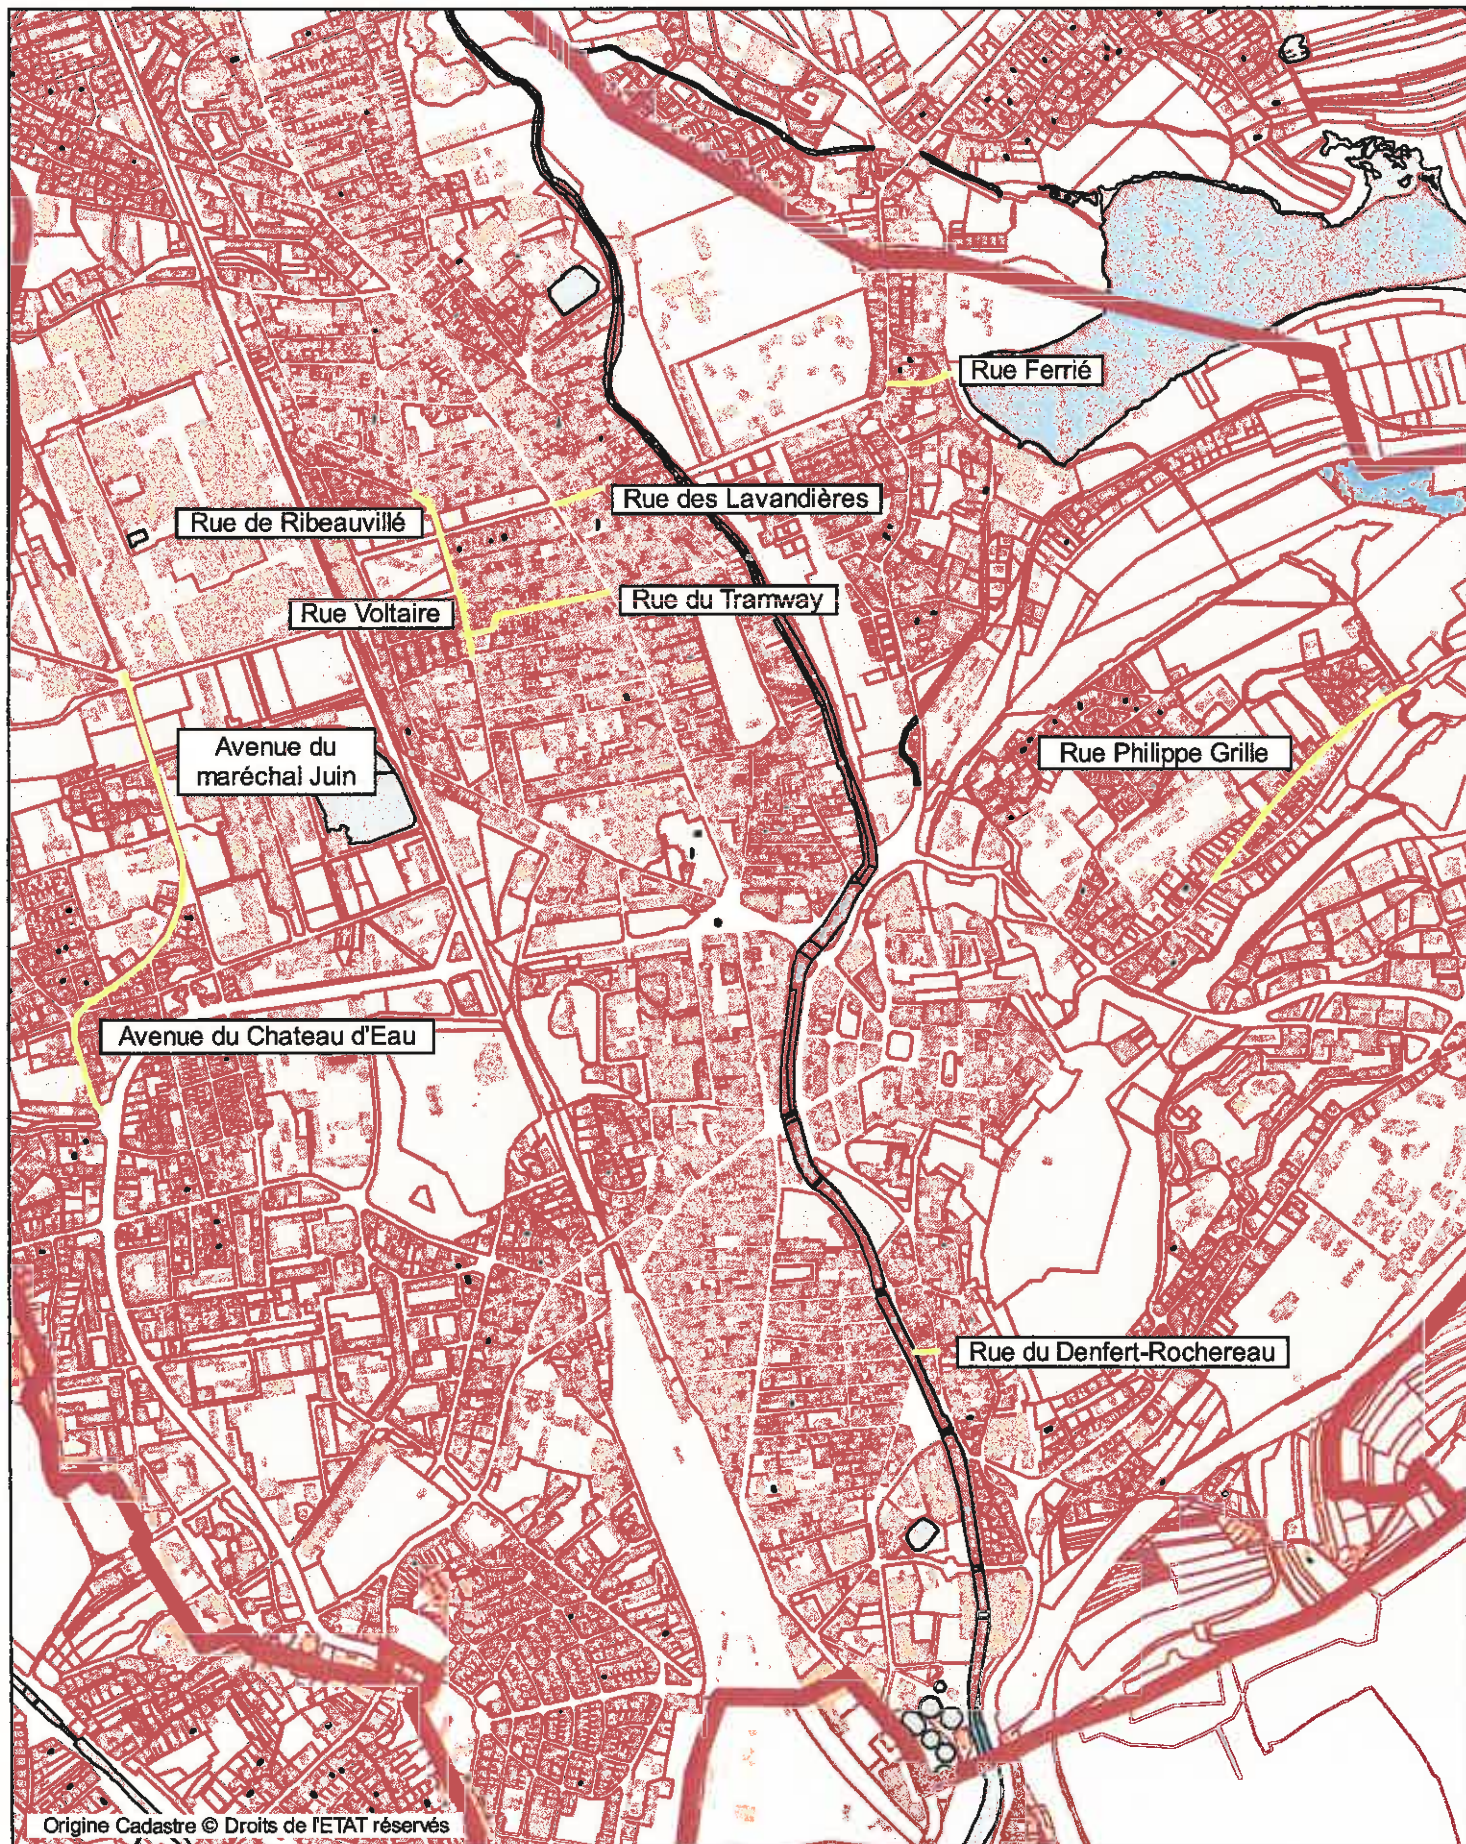 Rue Ferrié
Rue des Lavandières
Rue de Ribeauvillé
Rue du Tramway
Rue Voltaire
Avenue du
maréchal Juin
Rue Philippe Grille
Avenue du Chateau d'Eau
Rue du Denfert-Rochereau
Origine Cadastre © Droits de l'ETAT réservés